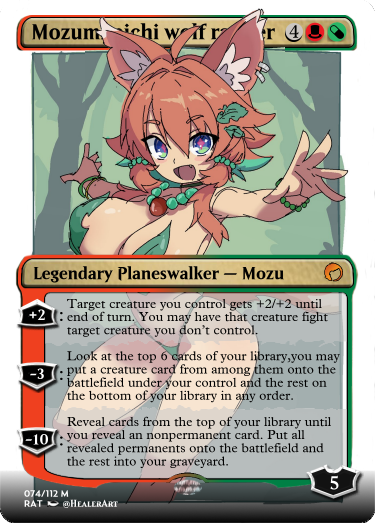 Mozum
4
Legendary Planeswalker — Mozu
+2: Target creature you control gets +2/+2 until
end of turn. You may have that creature fight
target creature you don't control.
-3: Look at the top 6 cards of your library,you may
put a creature card from among them onto the
battlefield under your control and the rest on
the bottom of your library in any order.
-10: Reveal cards from the top of your library until
you reveal an nonpermanent card. Put all
revealed permanents onto the battlefield and
the rest into your graveyard.
5
074/112 M
RAT @HealerArt